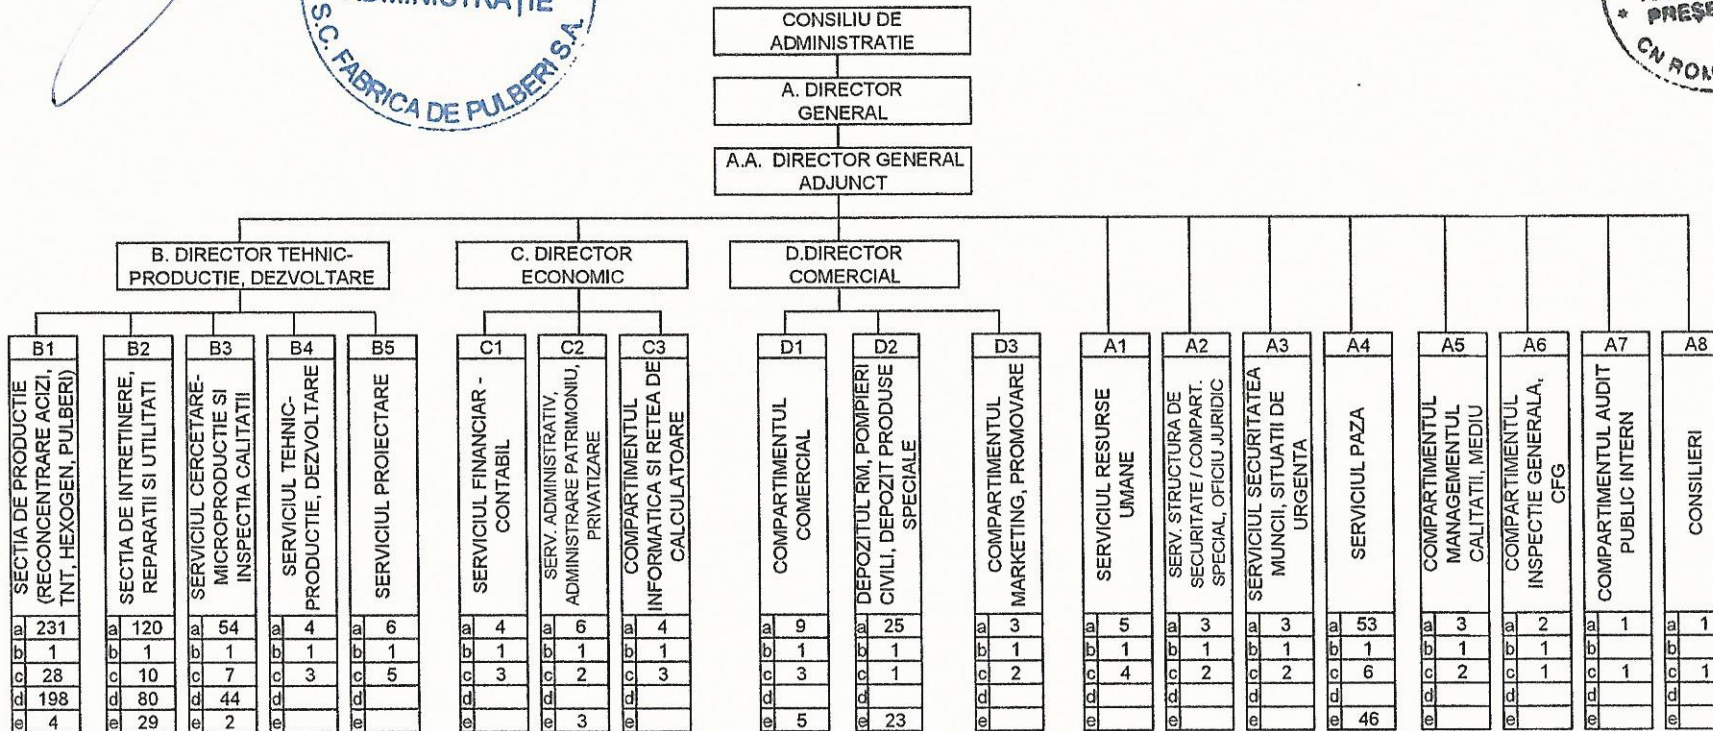 ADMINISTRAȚIE
S.C. FABRICA DE PULBERI S.A.
* PREȘE
CN ROM
CONSILIU DE
ADMINISTRATIE
A. DIRECTOR
GENERAL
A.A. DIRECTOR GENERAL
ADJUNCT
B. DIRECTOR TEHNIC-
PRODUCTIE, DEZVOLTARE
C. DIRECTOR
ECONOMIC
D.DIRECTOR
COMERCIAL
B1
SECTIA DE PRODUCTIE
(RECONCENTRARE ACIZI,
TNT, HEXOGEN, PULBERI)
a 231
b 1
c 28
d 198
e 4
B2
SECTIA DE INTRETINERE,
REPARATII SI UTILITATI
a 120
b 1
c 10
d 80
e 29
B3
SERVICIUL CERCETARE-
MICROPRODUCTIE SI
INSPECTIA CALITATII
a 54
b 1
c 7
d 44
e 2
B4
SERVICIUL TEHNIC-
PRODUCTIE, DEZVOLTARE
a 4
b 1
c 3
d
e
B5
SERVICIUL PROIECTARE
a 6
b 1
c 5
d
e
C1
SERVICIUL FINANCIAR -
CONTABIL
a 4
b 1
c 3
d
e
C2
SERV. ADMINISTRATIV,
ADMINISTRARE PATRIMONIU,
PRIVATIZARE
a 6
b 1
c 2
d
e 3
C3
COMPARTIMENTUL
INFORMATICA SI RETEA DE
CALCULATOARE
a 4
b 1
c 3
d
e
D1
COMPARTIMENTUL
COMERCIAL
a 9
b 1
c 3
d
e 5
D2
DEPOZITUL RM, POMPIERI
CIVILI, DEPOZIT PRODUSE
SPECIALE
a 25
b 1
c 1
d
e 23
D3
COMPARTIMENTUL
MARKETING, PROMOVARE
a 3
b 1
c 2
d
e
A1
SERVICIUL RESURSE
UMANE
a 5
b 1
c 4
d
e
A2
SERV. STRUCTURA DE
SECURITATE / COMPART.
SPECIAL, OFICIU JURIDIC
a 3
b 1
c 2
d
e
A3
SERVICIUL SECURITATEA
MUNCII, SITUATII DE
URGENTA
a 3
b 1
c 2
d
e
A4
SERVICIUL PAZA
a 53
b 1
c 6
d
e 46
A5
COMPARTIMENTUL
MANAGEMENTUL
CALITATII, MEDIU
a 3
b 1
c 2
d
e
A6
COMPARTIMENTUL
INSPECTIE GENERALA,
CFG
a 2
b 1
c 1
d
e
A7
COMPARTIMENTUL AUDIT
PUBLIC INTERN
a 1
b
c 1
d
e
A8
CONSILIERI
a 1
b
c 1
d
e